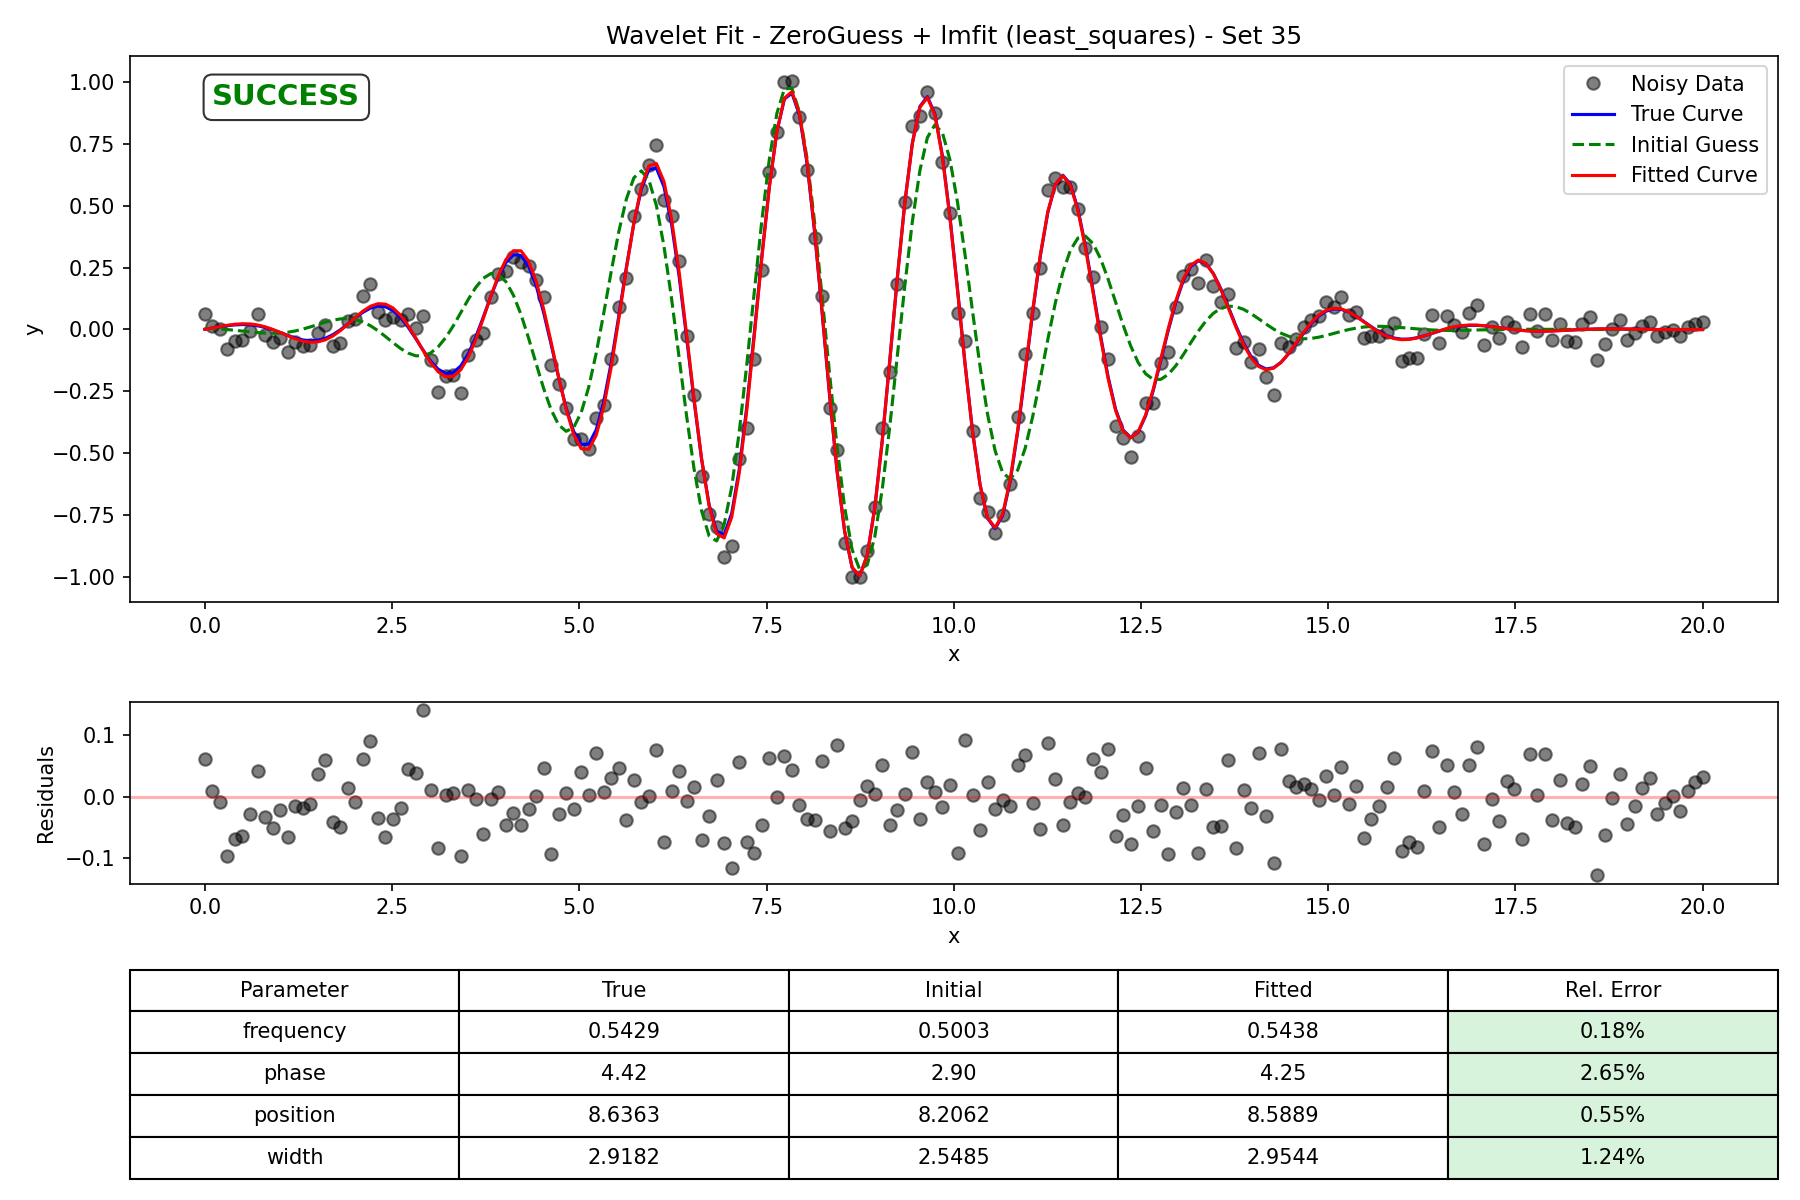 Wavelet Fit - ZeroGuess + lmfit (least_squares) - Set 35
SUCCESS
Noisy Data
True Curve
Initial Guess
Fitted Curve
1.00
0.75
0.50
0.25
0.00
−0.25
−0.50
−0.75
−1.00
y
0.0 2.5 5.0 7.5 10.0 12.5 15.0 17.5 20.0
x
0.1
0.0
−0.1
Residuals
0.0 2.5 5.0 7.5 10.0 12.5 15.0 17.5 20.0
x
Parameter True Initial Fitted Rel. Error
frequency 0.5429 0.5003 0.5438 0.18%
phase 4.42 2.90 4.25 2.65%
position 8.6363 8.2062 8.5889 0.55%
width 2.9182 2.5485 2.9544 1.24%